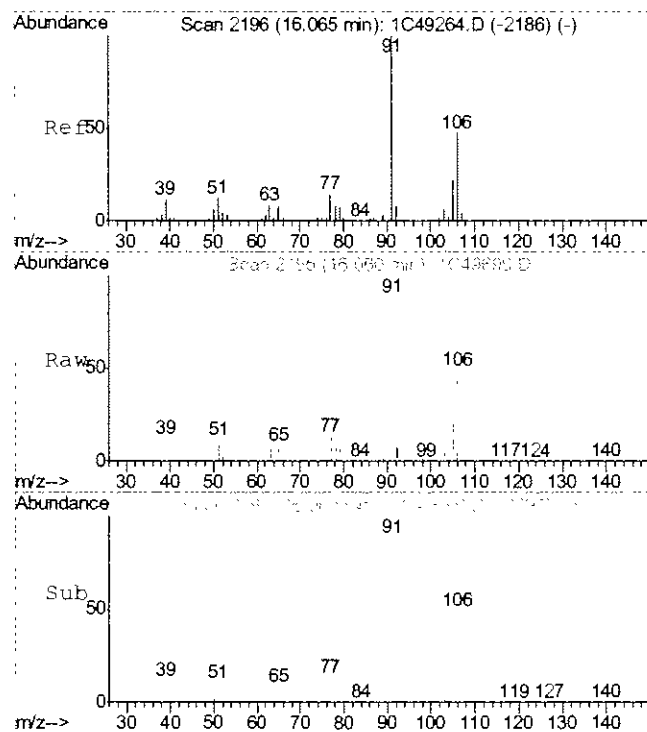 Abundance Scan 2196 (16.065 min): 1C49264.D (-2186) (-)
91
Ref 50 106
39 51 63 77 84
0
m/z--> 30 40 50 60 70 80 90 100 110 120 130 140
Abundance Scan (16.060 min)
91
Raw 50 106
39 51 65 77 84 99 117 124 140
0
m/z--> 30 40 50 60 70 80 90 100 110 120 130 140
Abundance
91
Sub 50 106
39 51 65 77 84 119 127 140
0
m/z--> 30 40 50 60 70 80 90 100 110 120 130 140